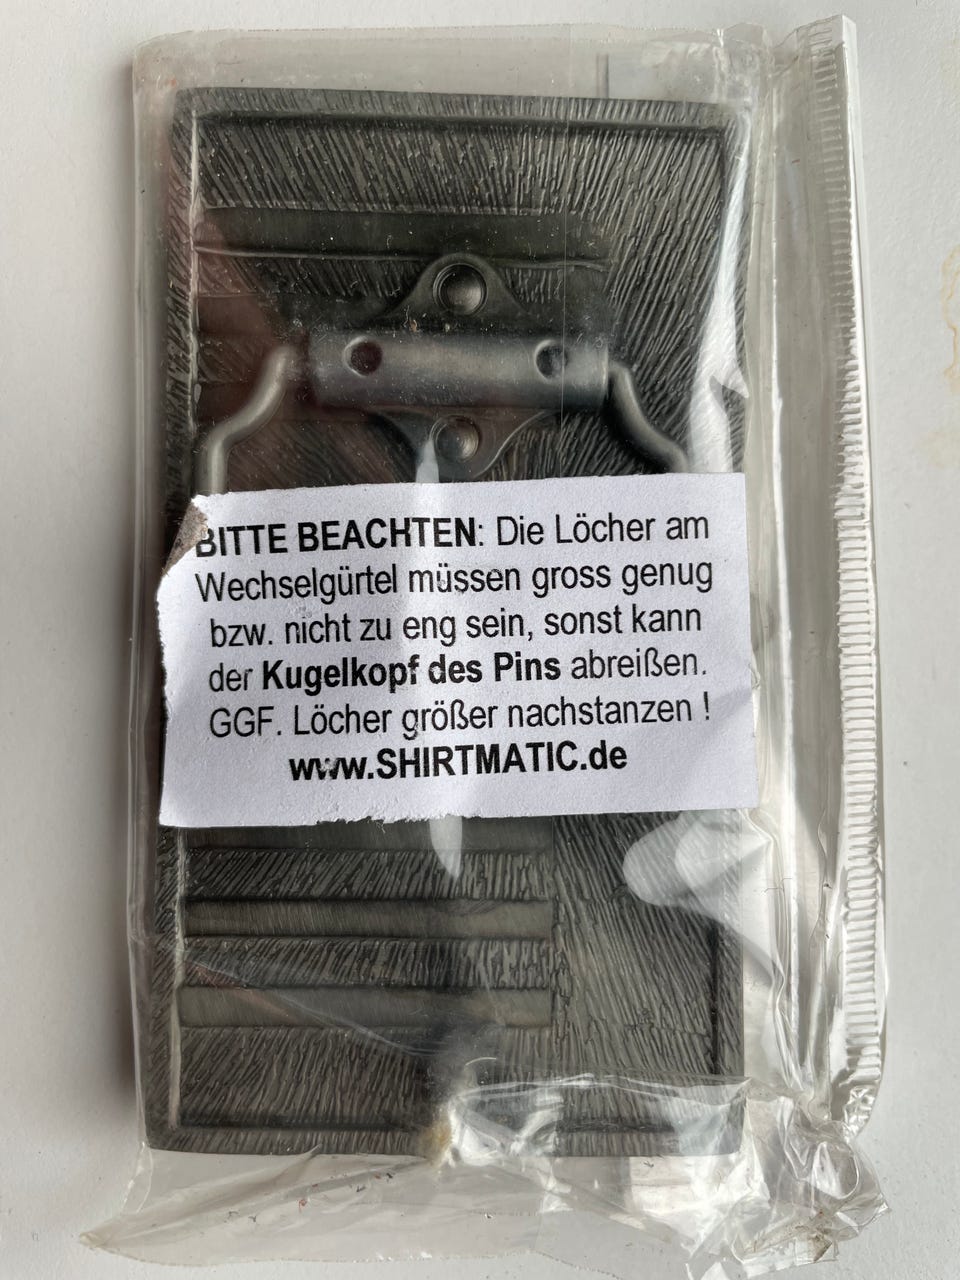 BITTE BEACHTEN: Die Löcher am
Wechselgürtel müssen gross genug
bzw. nicht zu eng sein, sonst kann
der Kugelkopf des Pins abreißen.
GGF. Löcher größer nachstanzen !
www.SHIRTMATIC.de